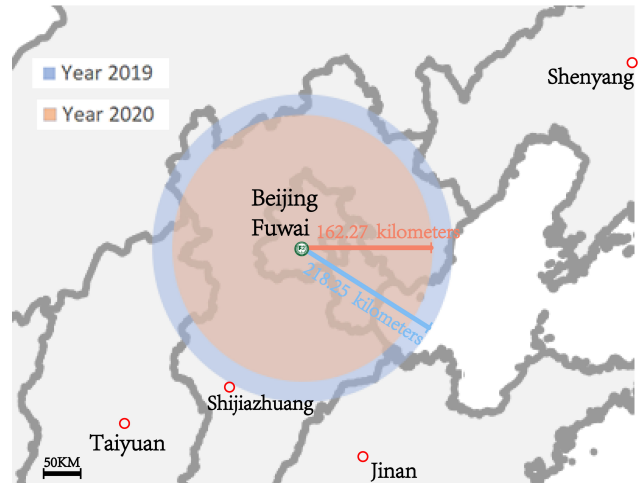 Year 2019
Year 2020
Shenyang
Beijing
Fuwai
162.27 kilometers
218.25 kilometers
Shijiazhuang
Taiyuan
Jinan
50KM